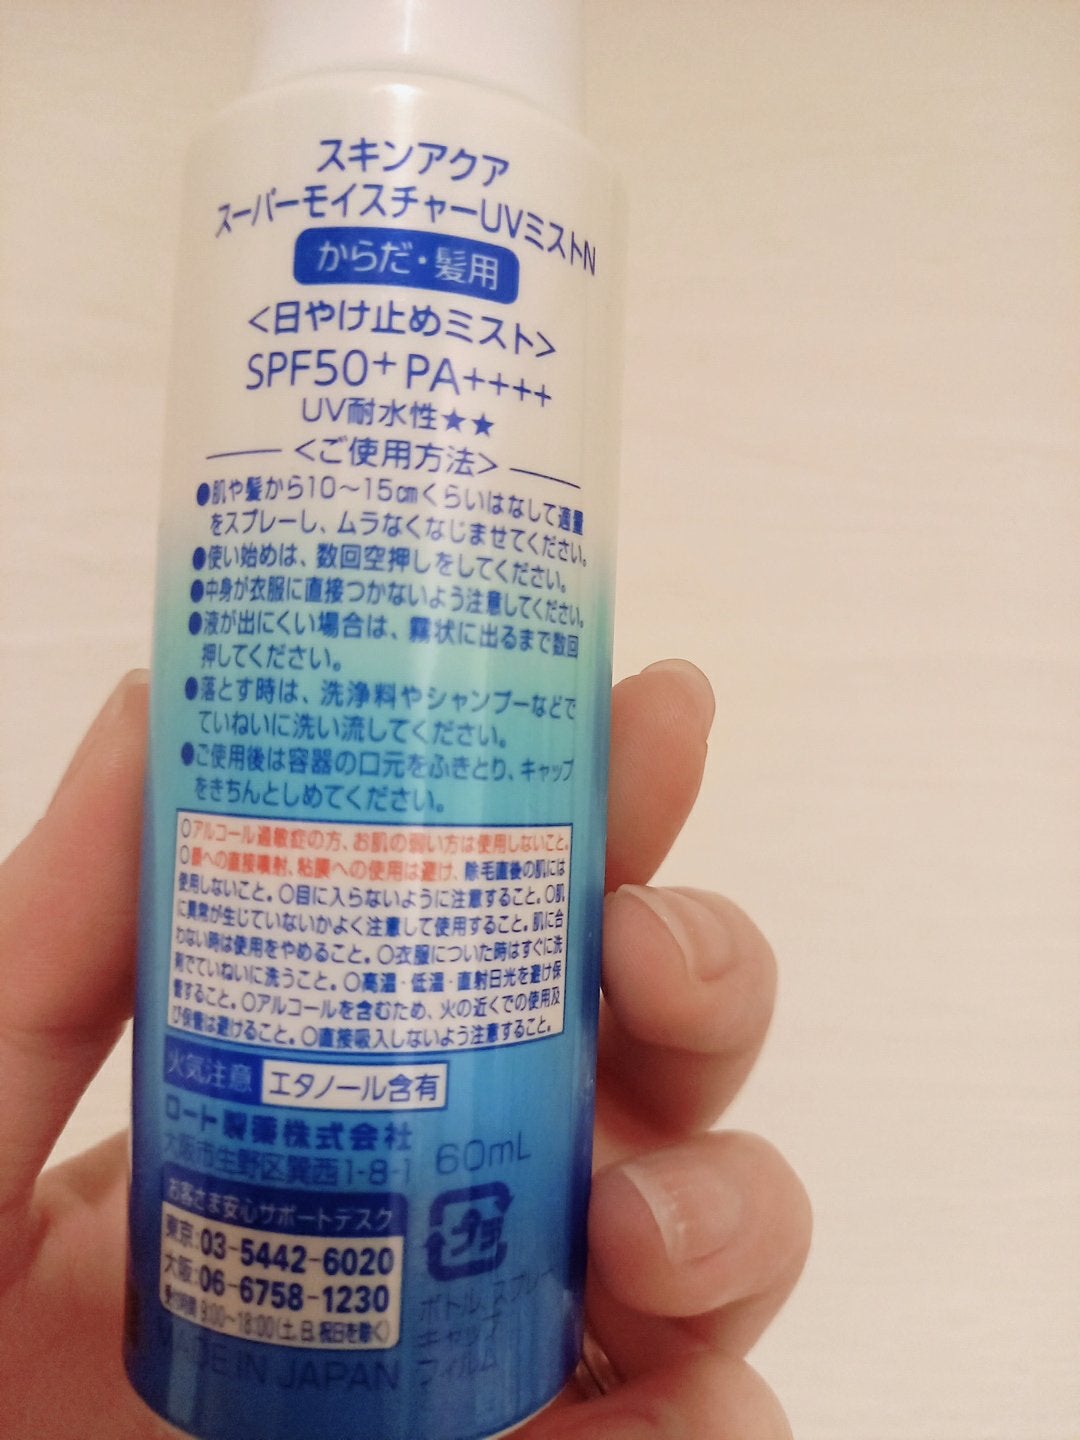 スキンアクア
スーパーモイスチャーUVミストN
からだ・髪用
<日やけ止めミスト>
SPF50+ PA++++
UV耐水性★★
<ご使用方法>
●肌や髪から10～15cmくらいはなして適量
をスプレーし、ムラなくなじませてください。
●使い始めは、数回空押しをしてください。
●中身が衣服に直接つかないよう注意してください。
●液が出にくい場合は、霧状に出るまで数回
押してください。
●落とす時は、洗浄料やシャンプーなどで
ていねいに洗い流してください。
●ご使用後は容器の口元をふきとり、キャップ
をきちんとしめてください。
○アルコール過敏症の方、お肌の弱い方は使用しないこと。
○顔への直接噴射、粘膜への使用は避け、除毛直後の肌には
使用しないこと。○目に入らないように注意すること。○肌
に異常が生じていないかよく注意して使用すること。肌に合
わない時は使用をやめること。○衣服についた時はすぐに洗
剤でていねいに洗うこと。○高温・低温・直射日光を避け保
管すること。○アルコールを含むため、火の近くでの使用及
び保管は避けること。○直接吸入しないよう注意すること。
火気注意 エタノール含有
ロート製薬株式会社
大阪市生野区巽西1-8-1
60mL
お客さま安心サポートデスク
東京:03-5442-6020
大阪:06-6758-1230
受付時間 9:00~18:00(土、日、祝日を除く)
プラ
ボトル、スプレー
キャップ
フィルム
MADE IN JAPAN